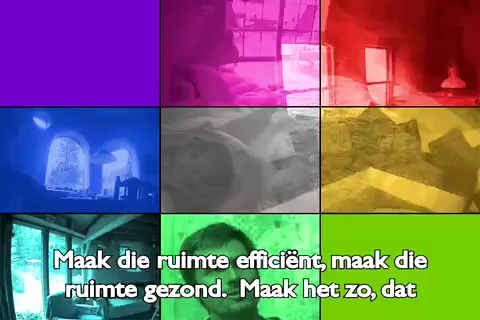 Maak die ruimte efficiënt, maak die
ruimte gezond.  Maak het zo, dat